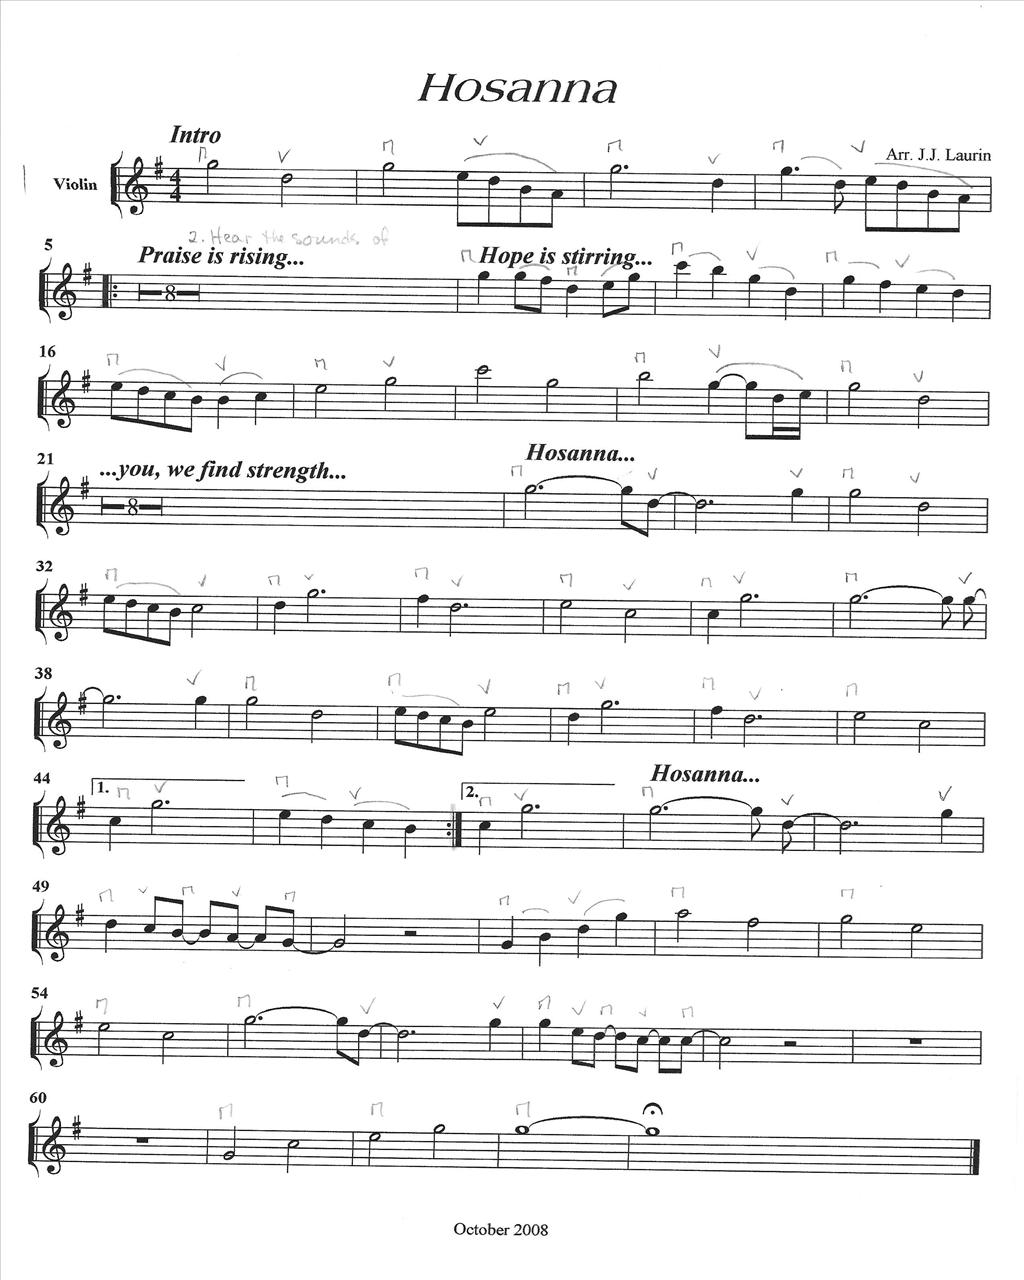 Hosanna
Intro
Arr. J.J. Laurin
Violin
4
4
2. Hear the sounds of
5
Praise is rising... Hope is stirring...
8
16
21
...you, we find strength... Hosanna...
8
32
38
44
1. 2. Hosanna...
49
54
60
October 2008